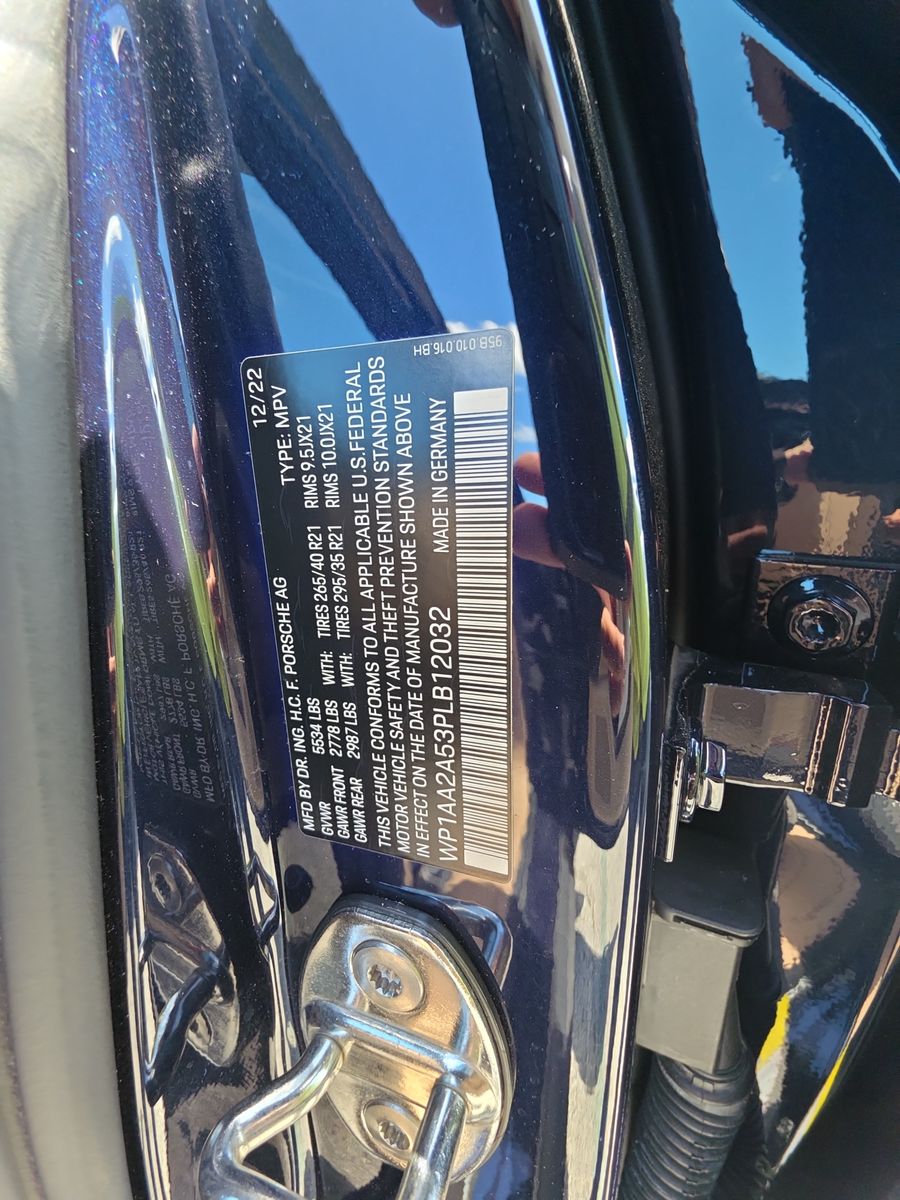 12/22
MFD BY DR. ING. H.C. F. PORSCHE AG TYPE: MPV
GVWR 5534 LBS
GAWR FRONT 2778 LBS WITH: TIRES 265/40 R21 RIMS 9.5JX21
GAWR REAR 2987 LBS WITH: TIRES 295/35 R21 RIMS 10.0JX21
THIS VEHICLE CONFORMS TO ALL APPLICABLE U.S.FEDERAL
MOTOR VEHICLE SAFETY AND THEFT PREVENTION STANDARDS
IN EFFECT ON THE DATE OF MANUFACTURE SHOWN ABOVE
WP1AA2A53PLB12032 MADE IN GERMANY
95B.010.016.BH